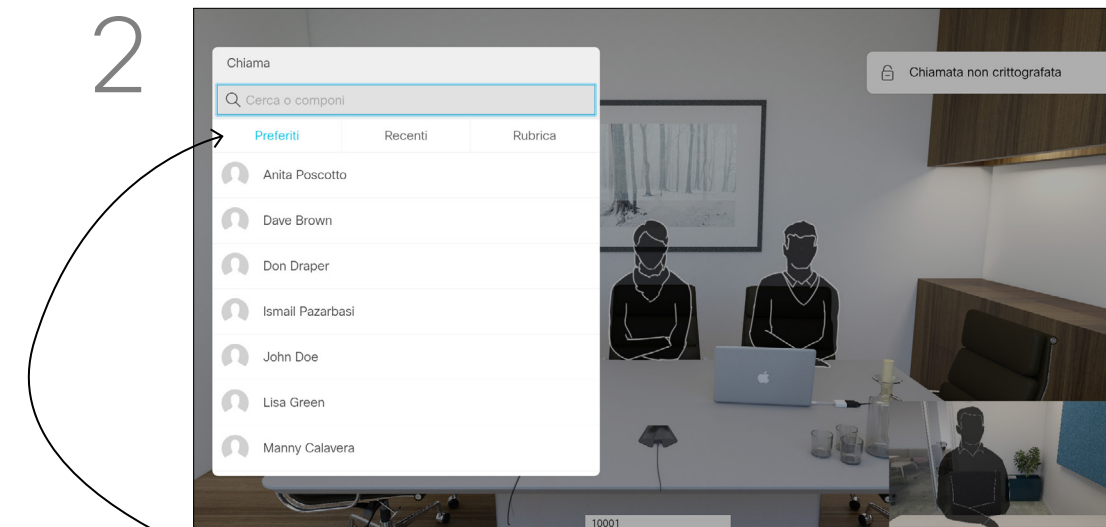 2
Chiama
Chiamata non crittografata
Cerca o componi
Preferiti Recenti Rubrica
Anita Poscotto
Dave Brown
Don Draper
Ismail Pazarbasi
John Doe
Lisa Green
Manny Calavera
10001